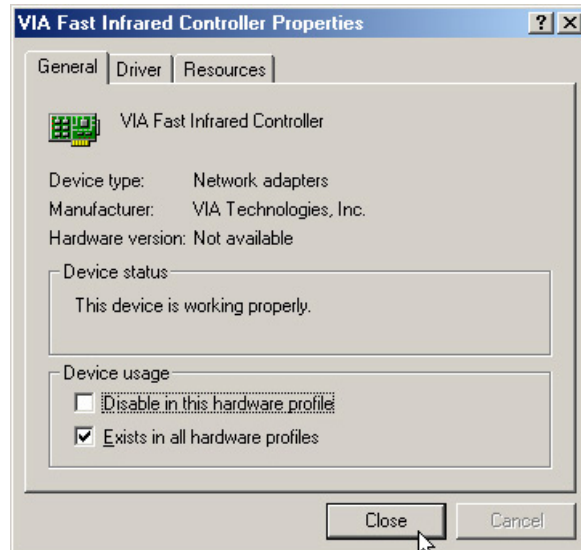 VIA Fast Infrared Controller Properties
General Driver Resources
VIA Fast Infrared Controller
Device type: Network adapters
Manufacturer: VIA Technologies, Inc.
Hardware version: Not available
Device status
This device is working properly.
Device usage
Disable in this hardware profile
Exists in all hardware profiles
Close Cancel